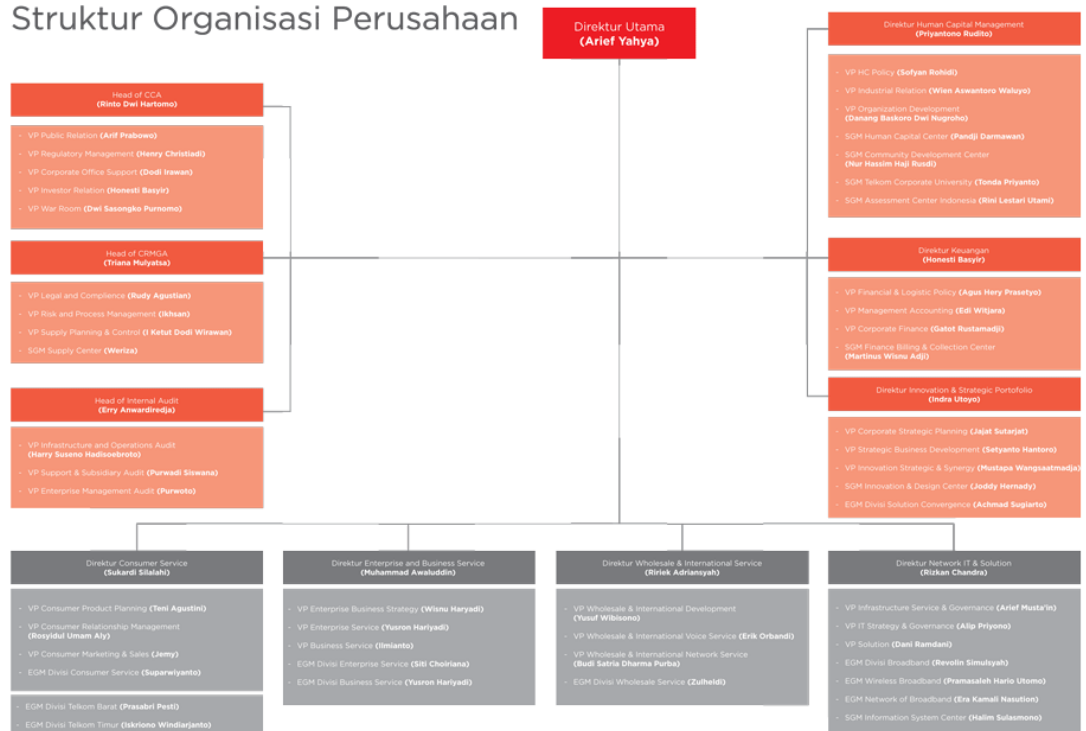 Struktur Organisasi Perusahaan
Direktur Utama
(Arief Yahya)
Head of CCA
(Rinto Dwi Hartomo)
- VP Public Relation (Arif Prabowo)
- VP Regulatory Management (Henry Christiadi)
- VP Corporate Office Support (Dodi Irawan)
- VP Investor Relation (Honesti Basyir)
- VP War Room (Dwi Sasongko Purnomo)
Head of CRMGA
(Triana Mulyatsa)
- VP Legal and Complience (Rudy Agustian)
- VP Risk and Process Management (Ikhsan)
- VP Supply Planning & Control (I Ketut Dodi Wirawan)
- SGM Supply Center (Weriza)
Head of Internal Audit
(Erry Anwardiredja)
- VP Infrastructure and Operations Audit
(Harry Suseno Hadisoebroto)
- VP Support & Subsidiary Audit (Purwadi Siswana)
- VP Enterprise Management Audit (Purwoto)
Direktur Human Capital Management
(Priyantono Rudito)
- VP HC Policy (Sofyan Rohidi)
- VP Industrial Relation (Wien Aswantoro Waluyo)
- VP Organization Development
(Danang Baskoro Dwi Nugroho)
- SGM Human Capital Center (Pandji Darmawan)
- SGM Community Development Center
(Nur Hassim Haji Rusdi)
- SGM Telkom Corporate University (Tonda Priyanto)
- SGM Assessment Center Indonesia (Rini Lestari Utami)
Direktur Keuangan
(Honesti Basyir)
- VP Financial & Logistic Policy (Agus Hery Prasetyo)
- VP Management Accounting (Edi Witjara)
- VP Corporate Finance (Gatot Rustamadji)
- SGM Finance Billing & Collection Center
(Martinus Wisnu Adji)
Direktur Innovation & Strategic Portofolio
(Indra Utoyo)
- VP Corporate Strategic Planning (Jajat Sutarjat)
- VP Strategic Business Development (Setyanto Hantoro)
- VP Innovation Strategic & Synergy (Mustapa Wangsaatmadja)
- SGM Innovation & Design Center (Joddy Hernady)
- EGM Divisi Solution Convergence (Achmad Sugiarto)
Direktur Consumer Service
(Sukardi Silalahi)
- VP Consumer Product Planning (Teni Agustini)
- VP Consumer Relationship Management
(Rosyidul Umam Aly)
- VP Consumer Marketing & Sales (Jemy)
- EGM Divisi Consumer Service (Suparwiyanto)
- EGM Divisi Telkom Barat (Prasabri Pesti)
- EGM Divisi Telkom Timur (Iskriono Windiarjanto)
Direktur Enterprise and Business Service
(Muhammad Awaluddin)
- VP Enterprise Business Strategy (Wisnu Haryadi)
- VP Enterprise Service (Yusron Hariyadi)
- VP Business Service (Ilmianto)
- EGM Divisi Enterprise Service (Siti Choiriana)
- EGM Divisi Business Service (Yusron Hariyadi)
Direktur Wholesale & International Service
(Ririek Adriansyah)
- VP Wholesale & International Development
(Yusuf Wibisono)
- VP Wholesale & International Voice Service (Erik Orbandi)
- VP Wholesale & International Network Service
(Budi Satria Dharma Purba)
- EGM Divisi Wholesale Service (Zulheldi)
Direktur Network IT & Solution
(Rizkan Chandra)
- VP Infrastructure Service & Governance (Arief Musta'in)
- VP IT Strategy & Governance (Alip Priyono)
- VP Solution (Dani Ramdani)
- EGM Divisi Broadband (Revolin Simulsyah)
- EGM Wireless Broadband (Pramasaleh Hario Utomo)
- EGM Network of Broadband (Era Kamali Nasution)
- SGM Information System Center (Halim Sulasmono)